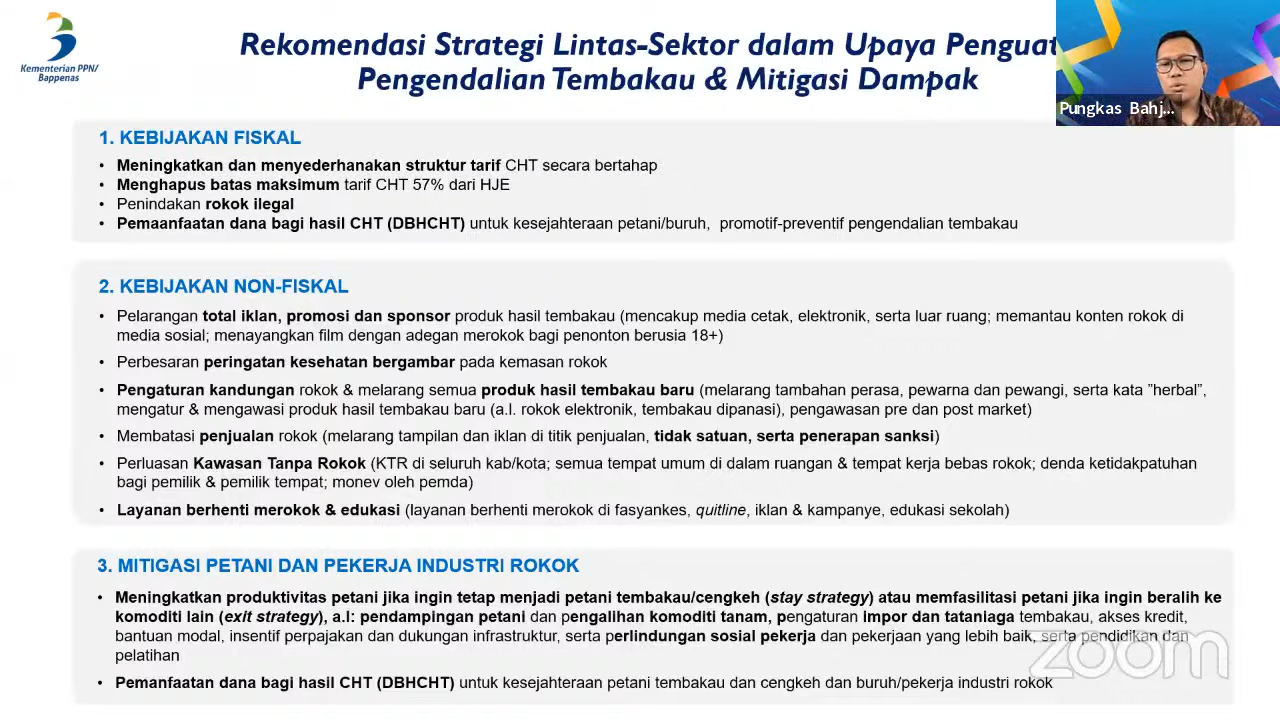 Kementerian PPN/
Bappenas
Rekomendasi Strategi Lintas-Sektor dalam Upaya Penguat
Pengendalian Tembakau & Mitigasi Dampak
Pungkas Bahj...
1. KEBIJAKAN FISKAL
• Meningkatkan dan menyederhanakan struktur tarif CHT secara bertahap
• Menghapus batas maksimum tarif CHT 57% dari HJE
• Penindakan rokok ilegal
• Pemaanfaatan dana bagi hasil CHT (DBHCHT) untuk kesejahteraan petani/buruh, promotif-preventif pengendalian tembakau
2. KEBIJAKAN NON-FISKAL
• Pelarangan total iklan, promosi dan sponsor produk hasil tembakau (mencakup media cetak, elektronik, serta luar ruang; memantau konten rokok di
media sosial; menayangkan film dengan adegan merokok bagi penonton berusia 18+)
• Perbesaran peringatan kesehatan bergambar pada kemasan rokok
• Pengaturan kandungan rokok & melarang semua produk hasil tembakau baru (melarang tambahan perasa, pewarna dan pewangi, serta kata ”herbal”,
mengatur & mengawasi produk hasil tembakau baru (a.l. rokok elektronik, tembakau dipanasi), pengawasan pre dan post market)
• Membatasi penjualan rokok (melarang tampilan dan iklan di titik penjualan, tidak satuan, serta penerapan sanksi)
• Perluasan Kawasan Tanpa Rokok (KTR di seluruh kab/kota; semua tempat umum di dalam ruangan & tempat kerja bebas rokok; denda ketidakpatuhan
bagi pemilik & pemilik tempat; monev oleh pemda)
• Layanan berhenti merokok & edukasi (layanan berhenti merokok di fasyankes, quitline, iklan & kampanye, edukasi sekolah)
3. MITIGASI PETANI DAN PEKERJA INDUSTRI ROKOK
• Meningkatkan produktivitas petani jika ingin tetap menjadi petani tembakau/cengkeh (stay strategy) atau memfasilitasi petani jika ingin beralih ke
komoditi lain (exit strategy), a.l: pendampingan petani dan pengalihan komoditi tanam, pengaturan impor dan tatanlaga tembakau, akses kredit,
bantuan modal, insentif perpajakan dan dukungan infrastruktur, serta perlindungan sosial pekerja dan pekerjaan yang lebih baik, serta pendidikan dan
pelatihan
• Pemanfaatan dana bagi hasil CHT (DBHCHT) untuk kesejahteraan petani tembakau dan cengkeh dan buruh/pekerja industri rokok
zoom